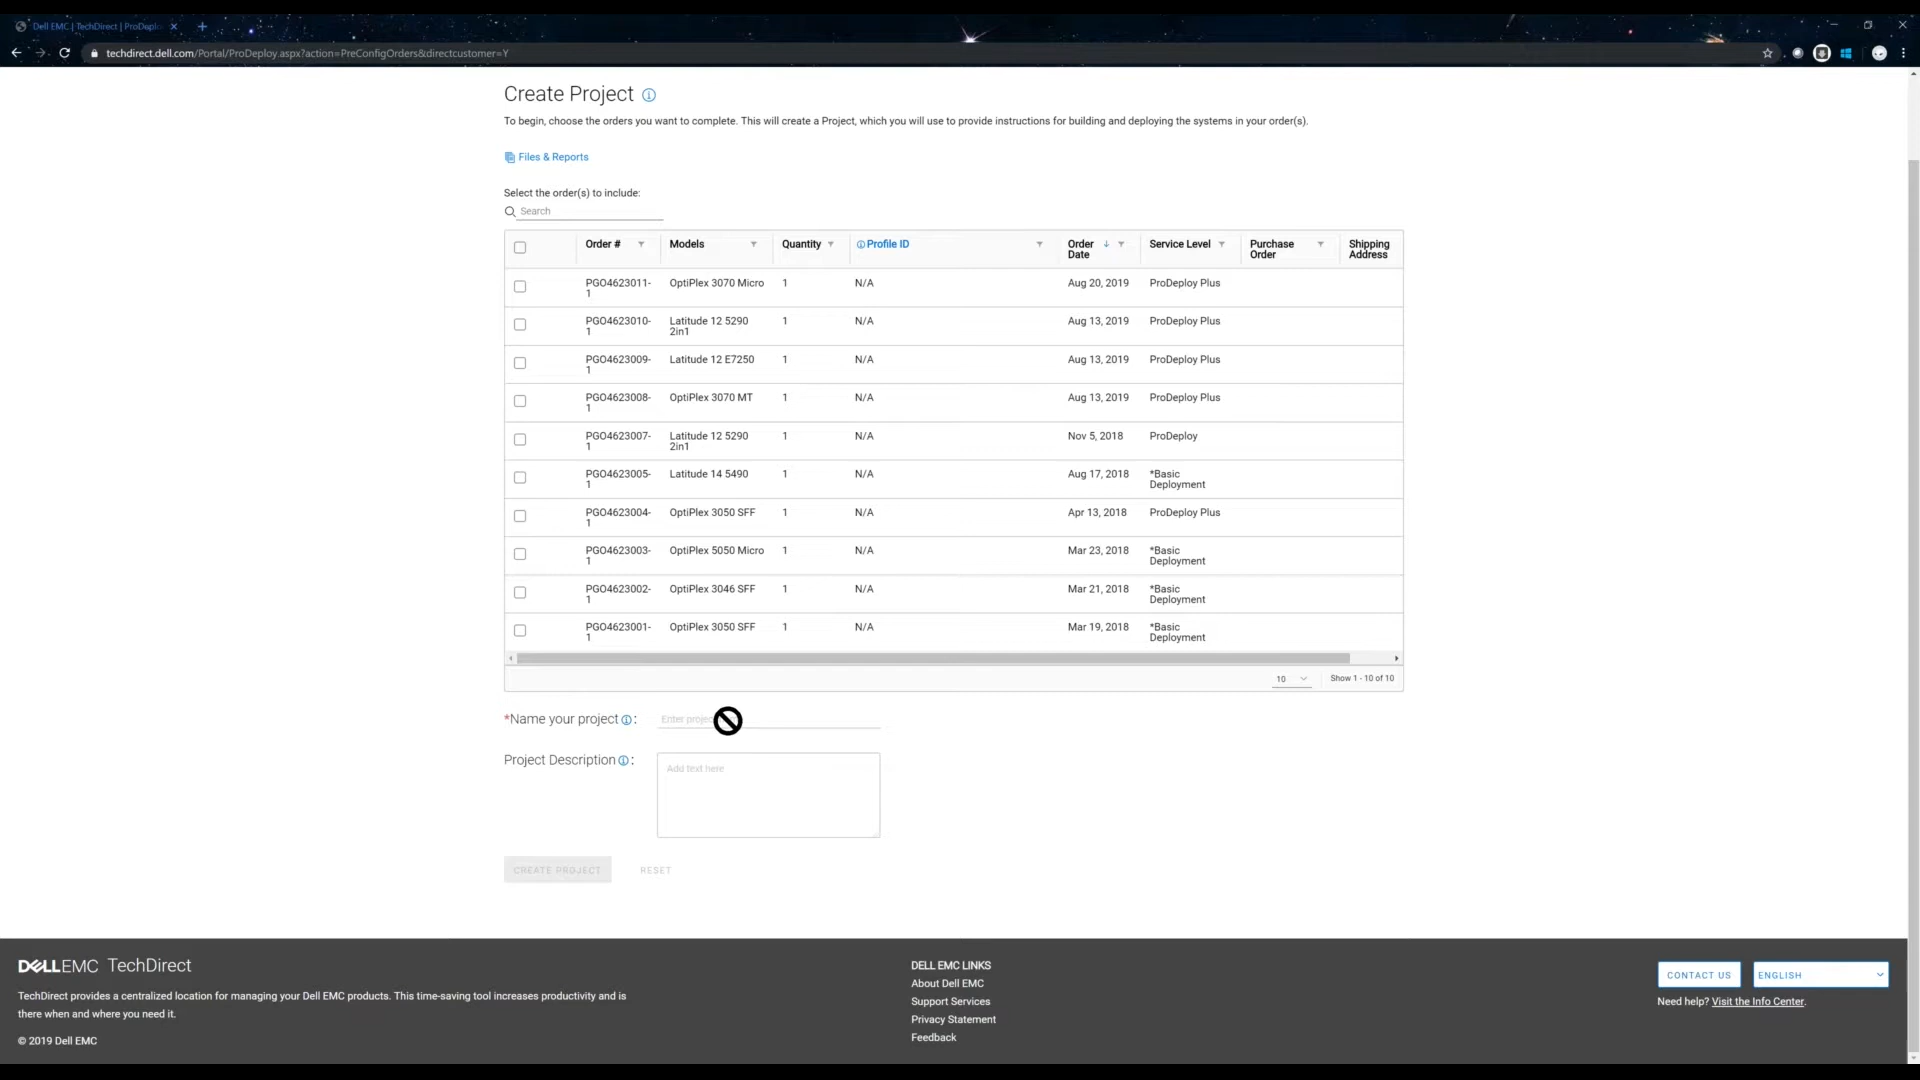 Dell EMC | TechDirect | ProDeplo
techdirect.dell.com/Portal/ProDeploy.aspx?action=PreConfigOrders&directcustomer=Y
Create Project
To begin, choose the orders you want to complete. This will create a Project, which you will use to provide instructions for building and deploying the systems in your order(s).
Files & Reports
Select the order(s) to include:
Search
Order # Models Quantity Profile ID Order Date Service Level Purchase Order Shipping Address
PGO4623011-1 OptiPlex 3070 Micro 1 N/A Aug 20, 2019 ProDeploy Plus
PGO4623010-1 Latitude 12 5290 2in1 1 N/A Aug 13, 2019 ProDeploy Plus
PGO4623009-1 Latitude 12 E7250 1 N/A Aug 13, 2019 ProDeploy Plus
PGO4623008-1 OptiPlex 3070 MT 1 N/A Aug 13, 2019 ProDeploy Plus
PGO4623007-1 Latitude 12 5290 2in1 1 N/A Nov 5, 2018 ProDeploy
PGO4623005-1 Latitude 14 5490 1 N/A Aug 17, 2018 *Basic Deployment
PGO4623004-1 OptiPlex 3050 SFF 1 N/A Apr 13, 2018 ProDeploy Plus
PGO4623003-1 OptiPlex 5050 Micro 1 N/A Mar 23, 2018 *Basic Deployment
PGO4623002-1 OptiPlex 3046 SFF 1 N/A Mar 21, 2018 *Basic Deployment
PGO4623001-1 OptiPlex 3050 SFF 1 N/A Mar 19, 2018 *Basic Deployment
10 Show 1 - 10 of 10
*Name your project : Enter projec
Project Description : Add text here
CREATE PROJECT RESET
DELLEMC TechDirect
TechDirect provides a centralized location for managing your Dell EMC products. This time-saving tool increases productivity and is
there when and where you need it.
© 2019 Dell EMC
DELL EMC LINKS
About Dell EMC
Support Services
Privacy Statement
Feedback
CONTACT US ENGLISH
Need help? Visit the Info Center.